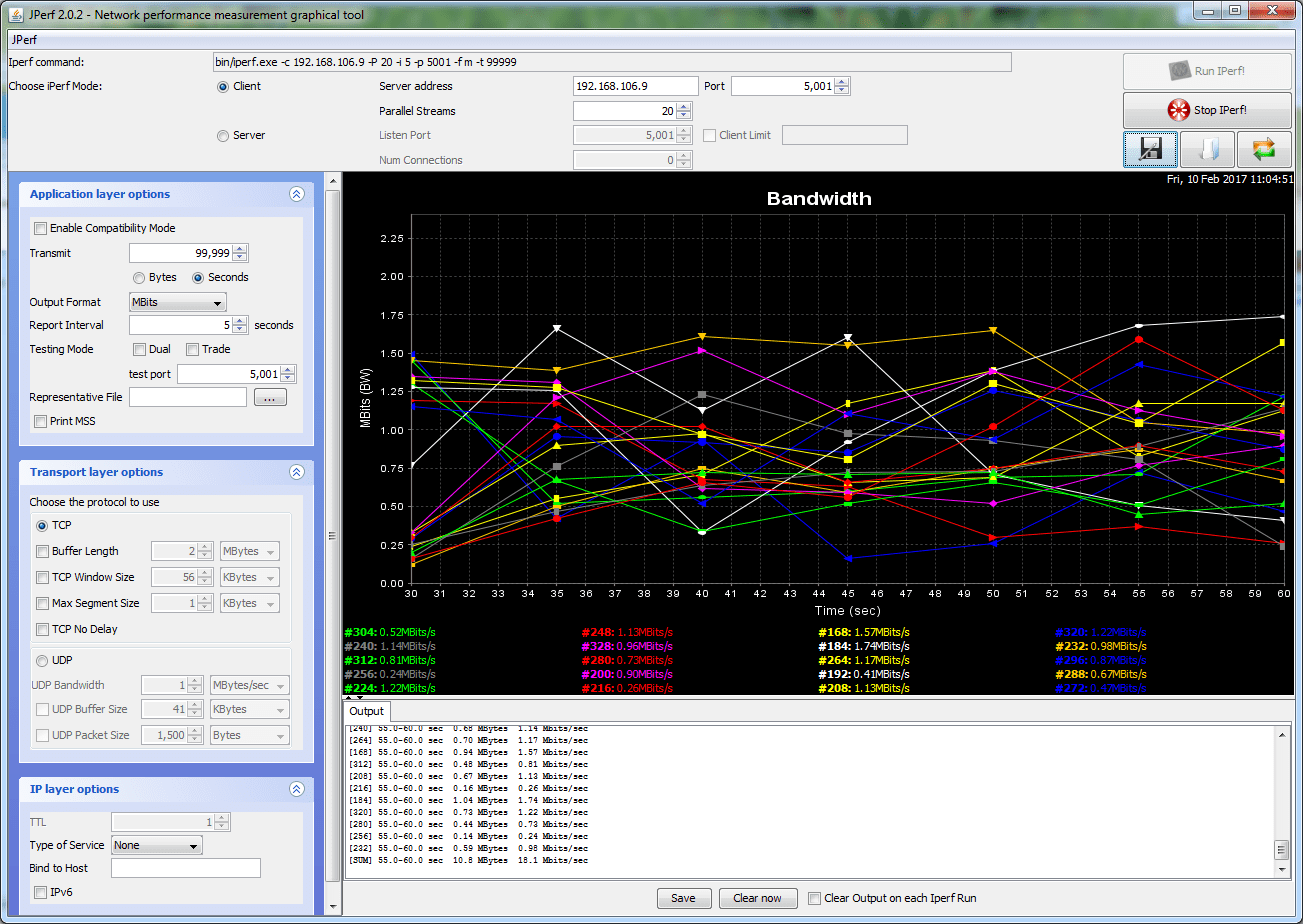 JPerf 2.0.2 - Network performance measurement graphical tool
JPerf
Iperf command:
bin/iperf.exe -c 192.168.106.9 -P 20 -i 5 -p 5001 -f m -t 99999
Choose iPerf Mode:
Client
Server address
192.168.106.9
Port
5,001
Parallel Streams
20
Server
Listen Port
5,001
Client Limit
Num Connections
0
Run IPerf!
Stop IPerf!
Application layer options
Enable Compatibility Mode
Transmit
99,999
Bytes
Seconds
Output Format
MBits
Report Interval
5
seconds
Testing Mode
Dual
Trade
test port
5,001
Representative File
...
Print MSS
Transport layer options
Choose the protocol to use
TCP
Buffer Length
2
MBytes
TCP Window Size
56
KBytes
Max Segment Size
1
KBytes
TCP No Delay
UDP
UDP Bandwidth
1
MBytes/sec
UDP Buffer Size
41
KBytes
UDP Packet Size
1,500
Bytes
IP layer options
TTL
1
Type of Service
None
Bind to Host
IPv6
Fri, 10 Feb 2017 11:04:51
Bandwidth
MBits (BW)
2.25
2.00
1.75
1.50
1.25
1.00
0.75
0.50
0.25
0.00
30 31 32 33 34 35 36 37 38 39 40 41 42 43 44 45 46 47 48 49 50 51 52 53 54 55 56 57 58 59 60
Time (sec)
#304: 0.52MBits/s #248: 1.13MBits/s #168: 1.57MBits/s #320: 1.22MBits/s
#240: 1.14MBits/s #328: 0.96MBits/s #184: 1.74MBits/s #232: 0.98MBits/s
#312: 0.81MBits/s #280: 0.73MBits/s #264: 1.17MBits/s #296: 0.87MBits/s
#256: 0.24MBits/s #200: 0.90MBits/s #192: 0.41MBits/s #288: 0.67MBits/s
#224: 1.22MBits/s #216: 0.26MBits/s #208: 1.13MBits/s #272: 0.47MBits/s
Output
[240] 55.0-60.0 sec 0.68 MBytes 1.14 Mbits/sec
[264] 55.0-60.0 sec 0.70 MBytes 1.17 Mbits/sec
[168] 55.0-60.0 sec 0.94 MBytes 1.57 Mbits/sec
[312] 55.0-60.0 sec 0.48 MBytes 0.81 Mbits/sec
[208] 55.0-60.0 sec 0.67 MBytes 1.13 Mbits/sec
[216] 55.0-60.0 sec 0.16 MBytes 0.26 Mbits/sec
[184] 55.0-60.0 sec 1.04 MBytes 1.74 Mbits/sec
[320] 55.0-60.0 sec 0.73 MBytes 1.22 Mbits/sec
[280] 55.0-60.0 sec 0.44 MBytes 0.73 Mbits/sec
[256] 55.0-60.0 sec 0.14 MBytes 0.24 Mbits/sec
[232] 55.0-60.0 sec 0.59 MBytes 0.98 Mbits/sec
[SUM] 55.0-60.0 sec 10.8 MBytes 18.1 Mbits/sec
Save
Clear now
Clear Output on each Iperf Run